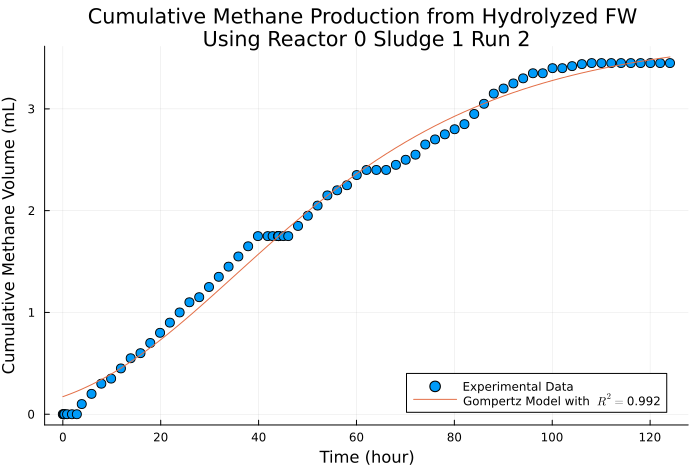 Cumulative Methane Production from Hydrolyzed FW
Using Reactor 0 Sludge 1 Run 2
Cumulative Methane Volume (mL)
3
2
1
0
0 20 40 60 80 100 120
Time (hour)
Experimental Data
Gompertz Model with R² = 0.992